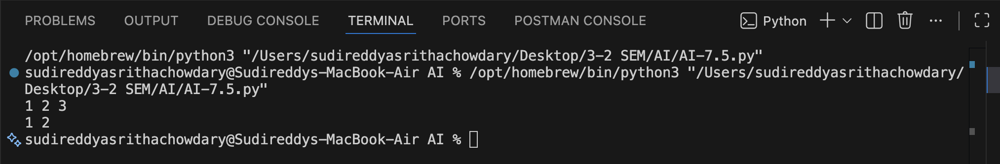 PROBLEMS OUTPUT DEBUG CONSOLE TERMINAL PORTS POSTMAN CONSOLE Python
/opt/homebrew/bin/python3 "/Users/sudireddyasrithachowdary/Desktop/3-2 SEM/AI/AI-7.5.py"
sudireddyasrithachowdary@Sudireddys-MacBook-Air AI % /opt/homebrew/bin/python3 "/Users/sudireddyasrithachowdary/
Desktop/3-2 SEM/AI/AI-7.5.py"
1 2 3
1 2
sudireddyasrithachowdary@Sudireddys-MacBook-Air AI %